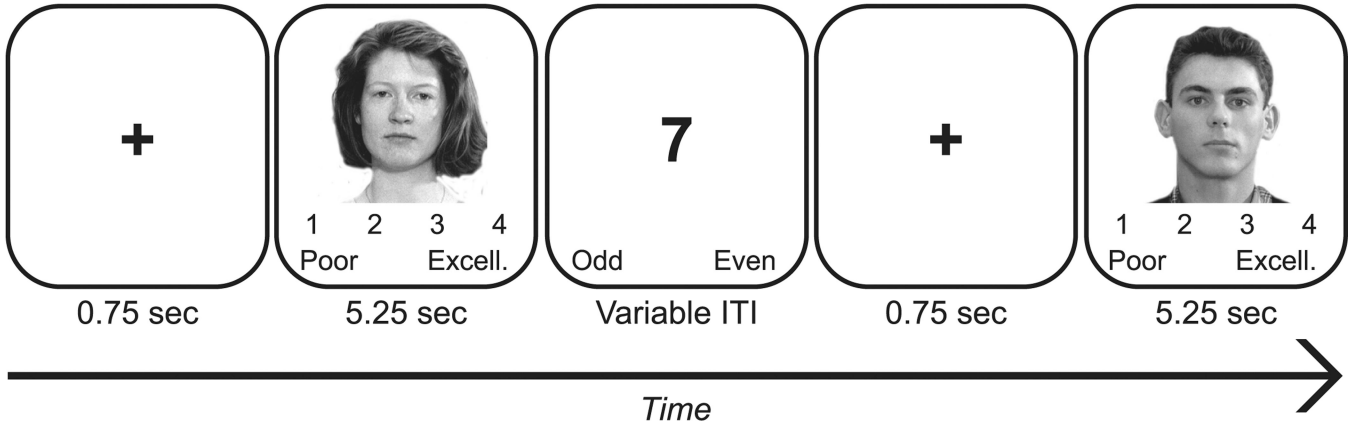 +
1 2 3 4
Poor Excell.
7
Odd Even
+
1 2 3 4
Poor Excell.
0.75 sec 5.25 sec Variable ITI 0.75 sec 5.25 sec
Time